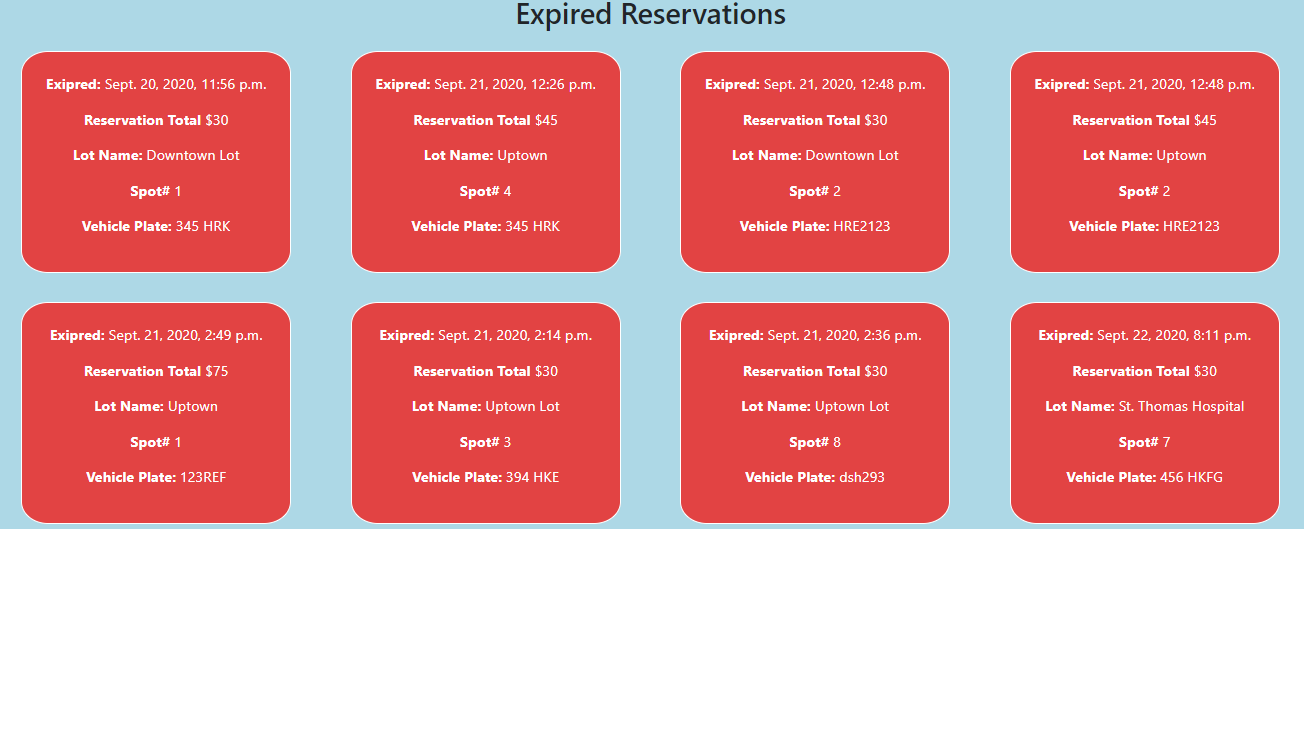 Expired Reservations
Exipred: Sept. 20, 2020, 11:56 p.m.
Reservation Total $30
Lot Name: Downtown Lot
Spot# 1
Vehicle Plate: 345 HRK
Exipred: Sept. 21, 2020, 12:26 p.m.
Reservation Total $45
Lot Name: Uptown
Spot# 4
Vehicle Plate: 345 HRK
Exipred: Sept. 21, 2020, 12:48 p.m.
Reservation Total $30
Lot Name: Downtown Lot
Spot# 2
Vehicle Plate: HRE2123
Exipred: Sept. 21, 2020, 12:48 p.m.
Reservation Total $45
Lot Name: Uptown
Spot# 2
Vehicle Plate: HRE2123
Exipred: Sept. 21, 2020, 2:49 p.m.
Reservation Total $75
Lot Name: Uptown
Spot# 1
Vehicle Plate: 123REF
Exipred: Sept. 21, 2020, 2:14 p.m.
Reservation Total $30
Lot Name: Uptown Lot
Spot# 3
Vehicle Plate: 394 HKE
Exipred: Sept. 21, 2020, 2:36 p.m.
Reservation Total $30
Lot Name: Uptown Lot
Spot# 8
Vehicle Plate: dsh293
Exipred: Sept. 22, 2020, 8:11 p.m.
Reservation Total $30
Lot Name: St. Thomas Hospital
Spot# 7
Vehicle Plate: 456 HKFG